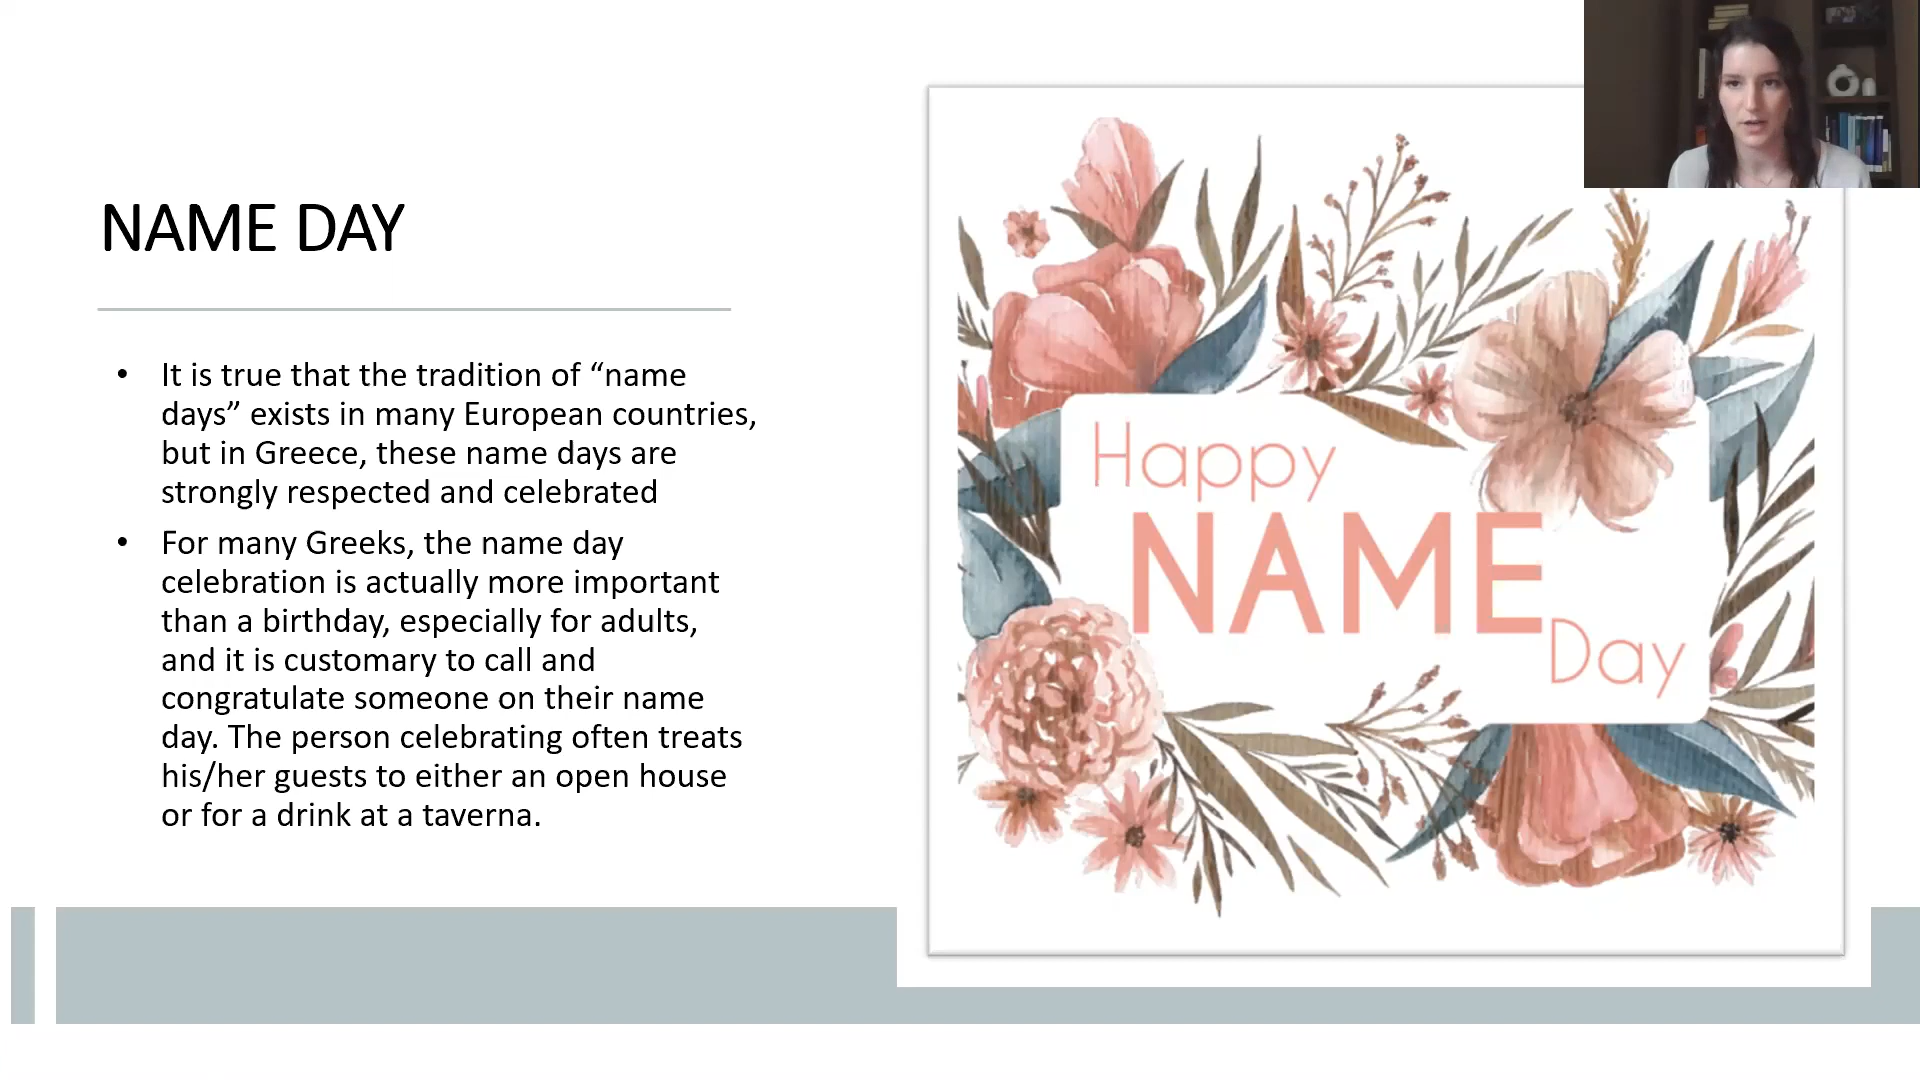 NAME DAY
• It is true that the tradition of “name
days” exists in many European countries,
but in Greece, these name days are
strongly respected and celebrated
• For many Greeks, the name day
celebration is actually more important
than a birthday, especially for adults,
and it is customary to call and
congratulate someone on their name
day. The person celebrating often treats
his/her guests to either an open house
or for a drink at a taverna.
Happy
NAME
Day